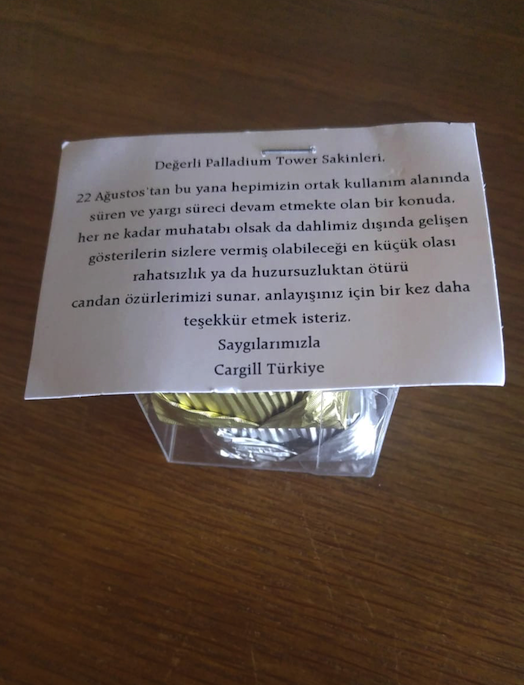 Değerli Palladium Tower Sakinleri,
22 Ağustos'tan bu yana hepimizin ortak kullanım alanında
süren ve yargı süreci devam etmekte olan bir konuda,
her ne kadar muhatabı olsak da dahlimiz dışında gelişen
gösterilerin sizlere vermiş olabileceği en küçük olası
rahatsızlık ya da huzursuzluktan ötürü
candan özürlerimizi sunar, anlayışınız için bir kez daha
teşekkür etmek isteriz.
Saygılarımızla
Cargill Türkiye